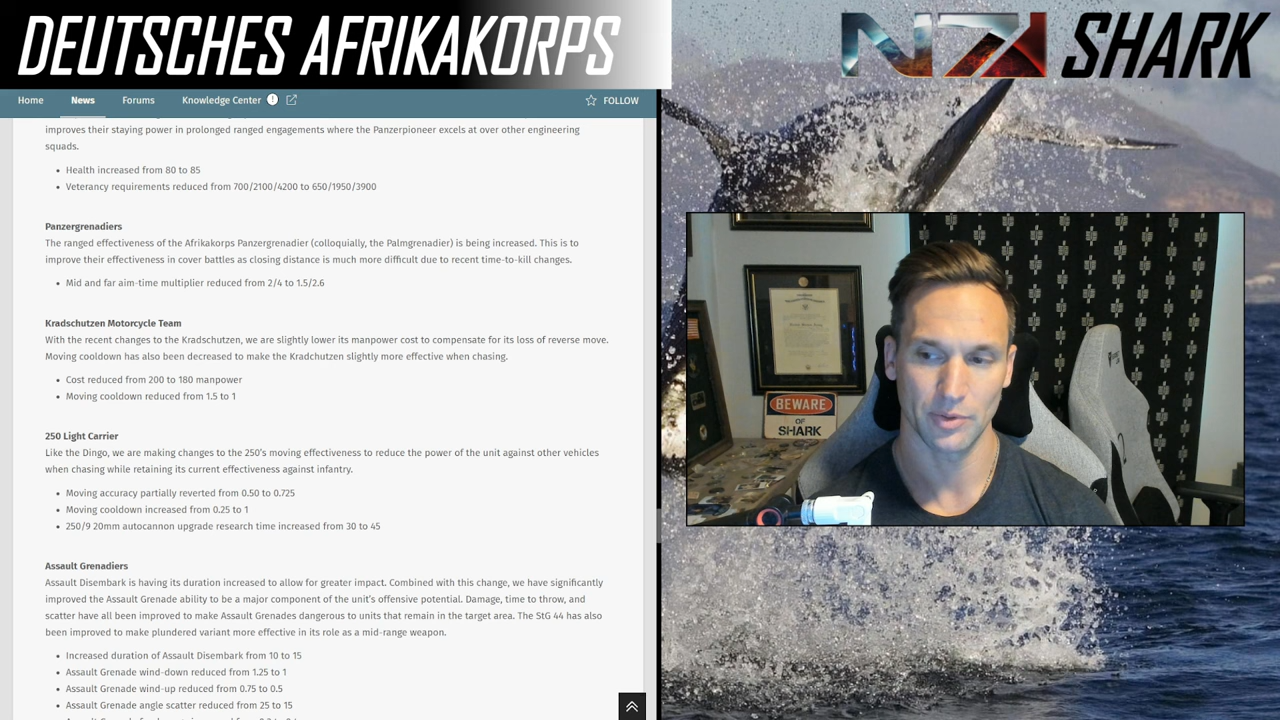 DEUTSCHES AFRIKAKORPS
N7 SHARK
Home News Forums Knowledge Center ! FOLLOW
improves their staying power in prolonged ranged engagements where the Panzerpioneer excels at over other engineering
squads.
• Health increased from 80 to 85
• Veterancy requirements reduced from 700/2100/4200 to 650/1950/3900
Panzergrenadiers
The ranged effectiveness of the Afrikakorps Panzergrenadier (colloquially, the Palmgrenadier) is being increased. This is to
improve their effectiveness in cover battles as closing distance is much more difficult due to recent time-to-kill changes.
• Mid and far aim-time multiplier reduced from 2/4 to 1.5/2.6
Kradschutzen Motorcycle Team
With the recent changes to the Kradschutzen, we are slightly lower its manpower cost to compensate for its loss of reverse move.
Moving cooldown has also been decreased to make the Kradchutzen slightly more effective when chasing.
• Cost reduced from 200 to 180 manpower
• Moving cooldown reduced from 1.5 to 1
250 Light Carrier
Like the Dingo, we are making changes to the 250's moving effectiveness to reduce the power of the unit against other vehicles
when chasing while retaining its current effectiveness against infantry.
• Moving accuracy partially reverted from 0.50 to 0.725
• Moving cooldown increased from 0.25 to 1
• 250/9 20mm autocannon upgrade research time increased from 30 to 45
Assault Grenadiers
Assault Disembark is having its duration increased to allow for greater impact. Combined with this change, we have significantly
improved the Assault Grenade ability to be a major component of the unit's offensive potential. Damage, time to throw, and
scatter have all been improved to make Assault Grenades dangerous to units that remain in the target area. The StG 44 has also
been improved to make plundered variant more effective in its role as a mid-range weapon.
• Increased duration of Assault Disembark from 10 to 15
• Assault Grenade wind-down reduced from 1.25 to 1
• Assault Grenade wind-up reduced from 0.75 to 0.5
• Assault Grenade angle scatter reduced from 25 to 15
BEWARE
OF
SHARK